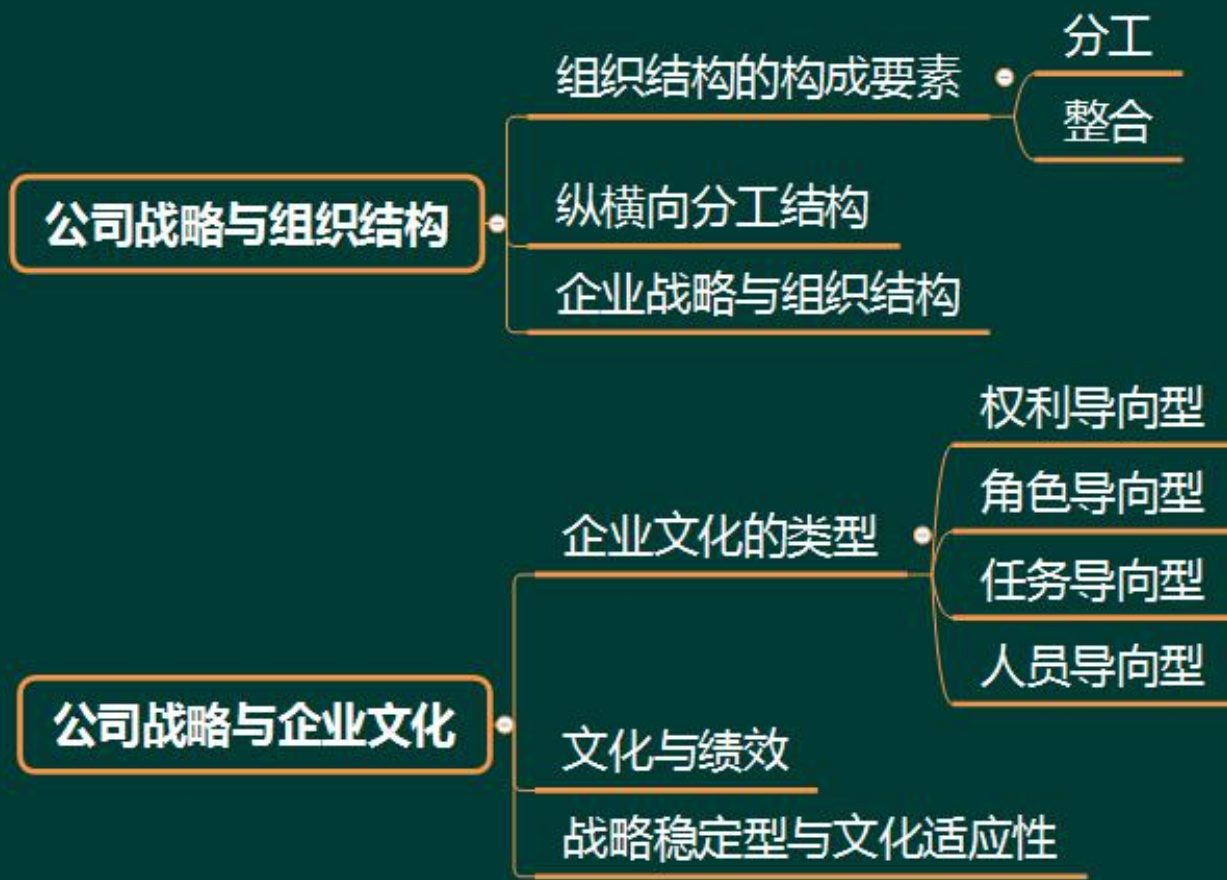 公司战略与组织结构
组织结构的构成要素
分工
整合
纵横向分工结构
企业战略与组织结构
公司战略与企业文化
企业文化的类型
权利导向型
角色导向型
任务导向型
人员导向型
文化与绩效
战略稳定型与文化适应性